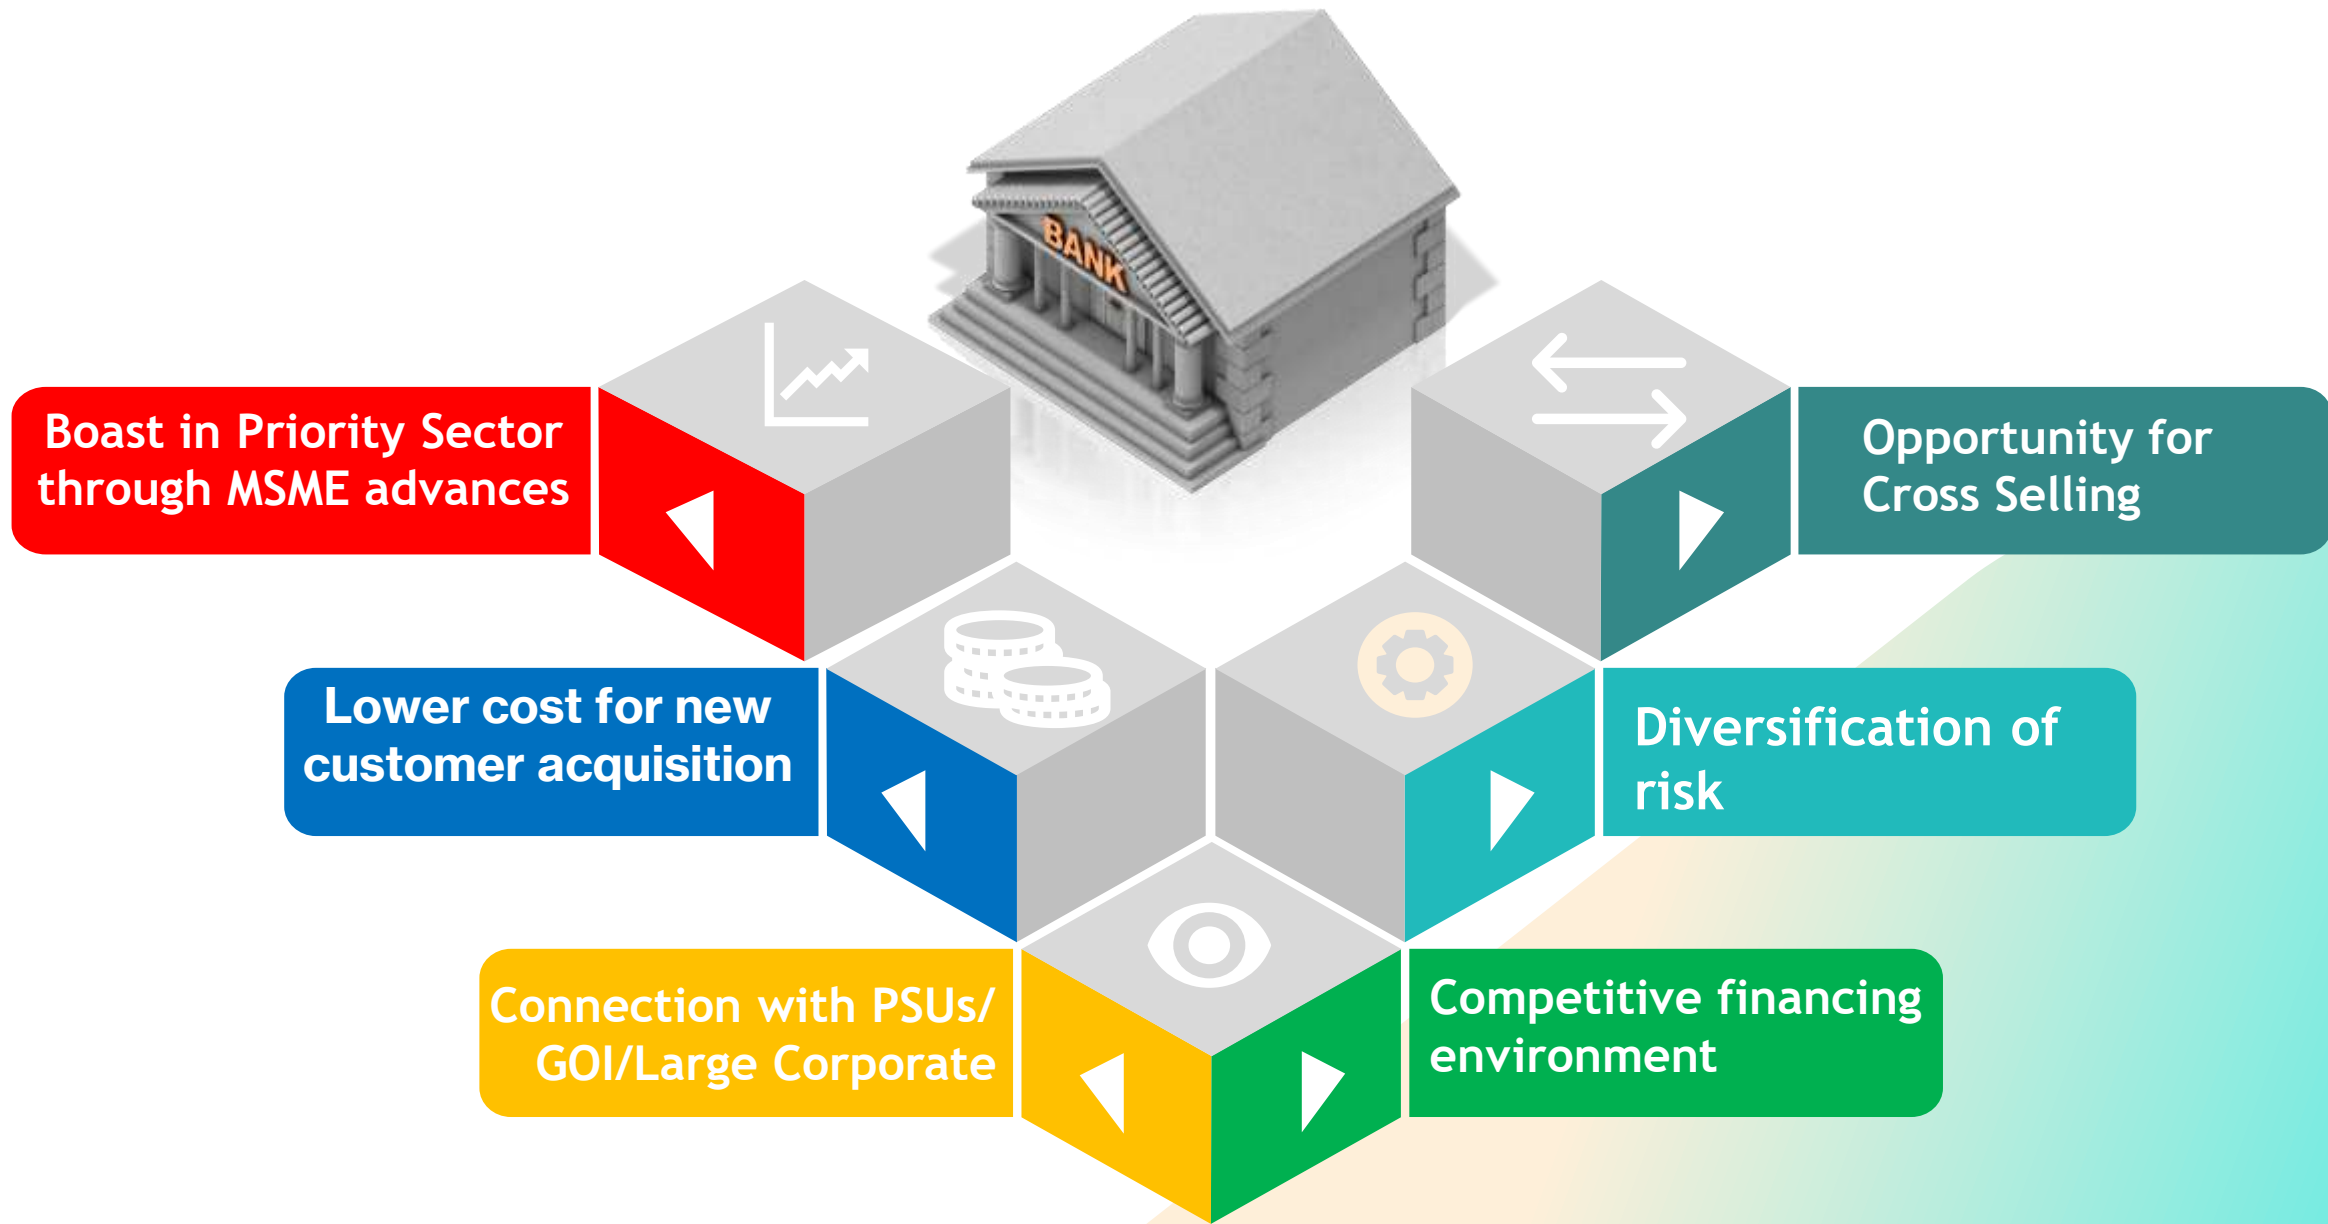 BANK
Boast in Priority Sector
through MSME advances
Opportunity for
Cross Selling
Lower cost for new
customer acquisition
Diversification of
risk
Connection with PSUs/
GOI/Large Corporate
Competitive financing
environment